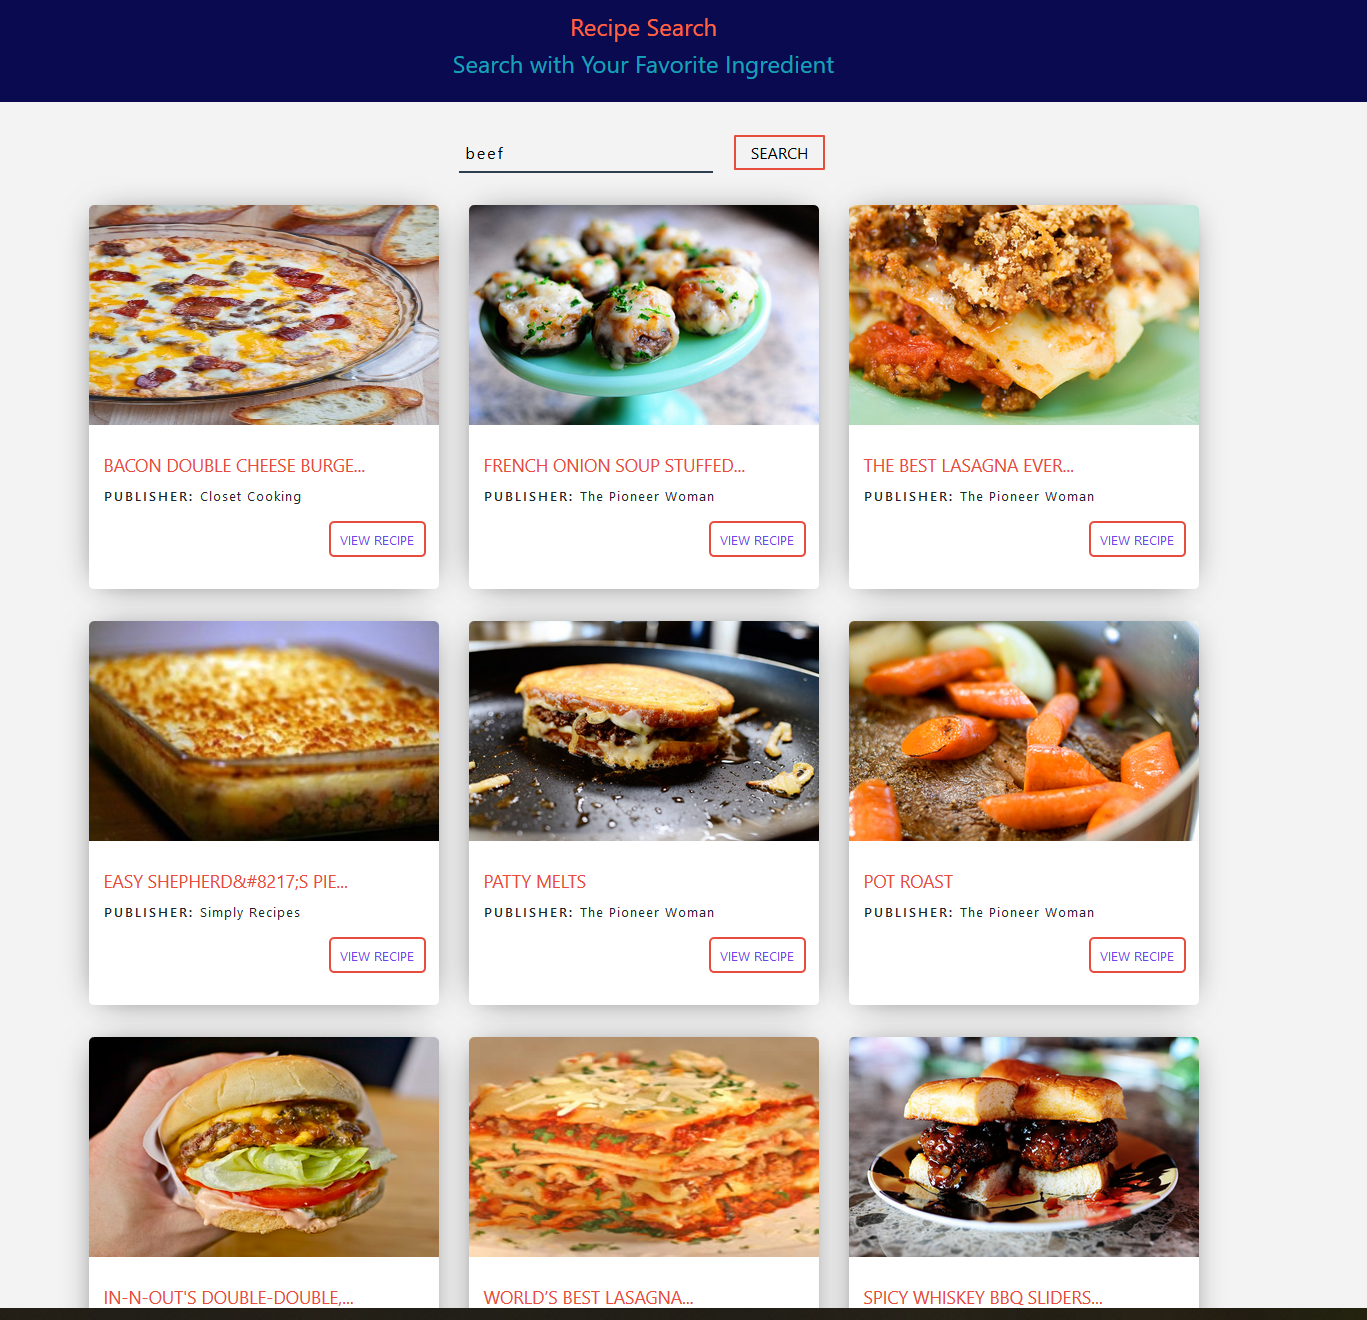 Recipe Search
Search with Your Favorite Ingredient
beef
SEARCH
BACON DOUBLE CHEESE BURGE...
PUBLISHER: Closet Cooking
VIEW RECIPE
FRENCH ONION SOUP STUFFED...
PUBLISHER: The Pioneer Woman
VIEW RECIPE
THE BEST LASAGNA EVER...
PUBLISHER: The Pioneer Woman
VIEW RECIPE
EASY SHEPHERD&#8217;S PIE...
PUBLISHER: Simply Recipes
VIEW RECIPE
PATTY MELTS
PUBLISHER: The Pioneer Woman
VIEW RECIPE
POT ROAST
PUBLISHER: The Pioneer Woman
VIEW RECIPE
IN-N-OUT'S DOUBLE-DOUBLE,...
WORLD’S BEST LASAGNA...
SPICY WHISKEY BBQ SLIDERS...